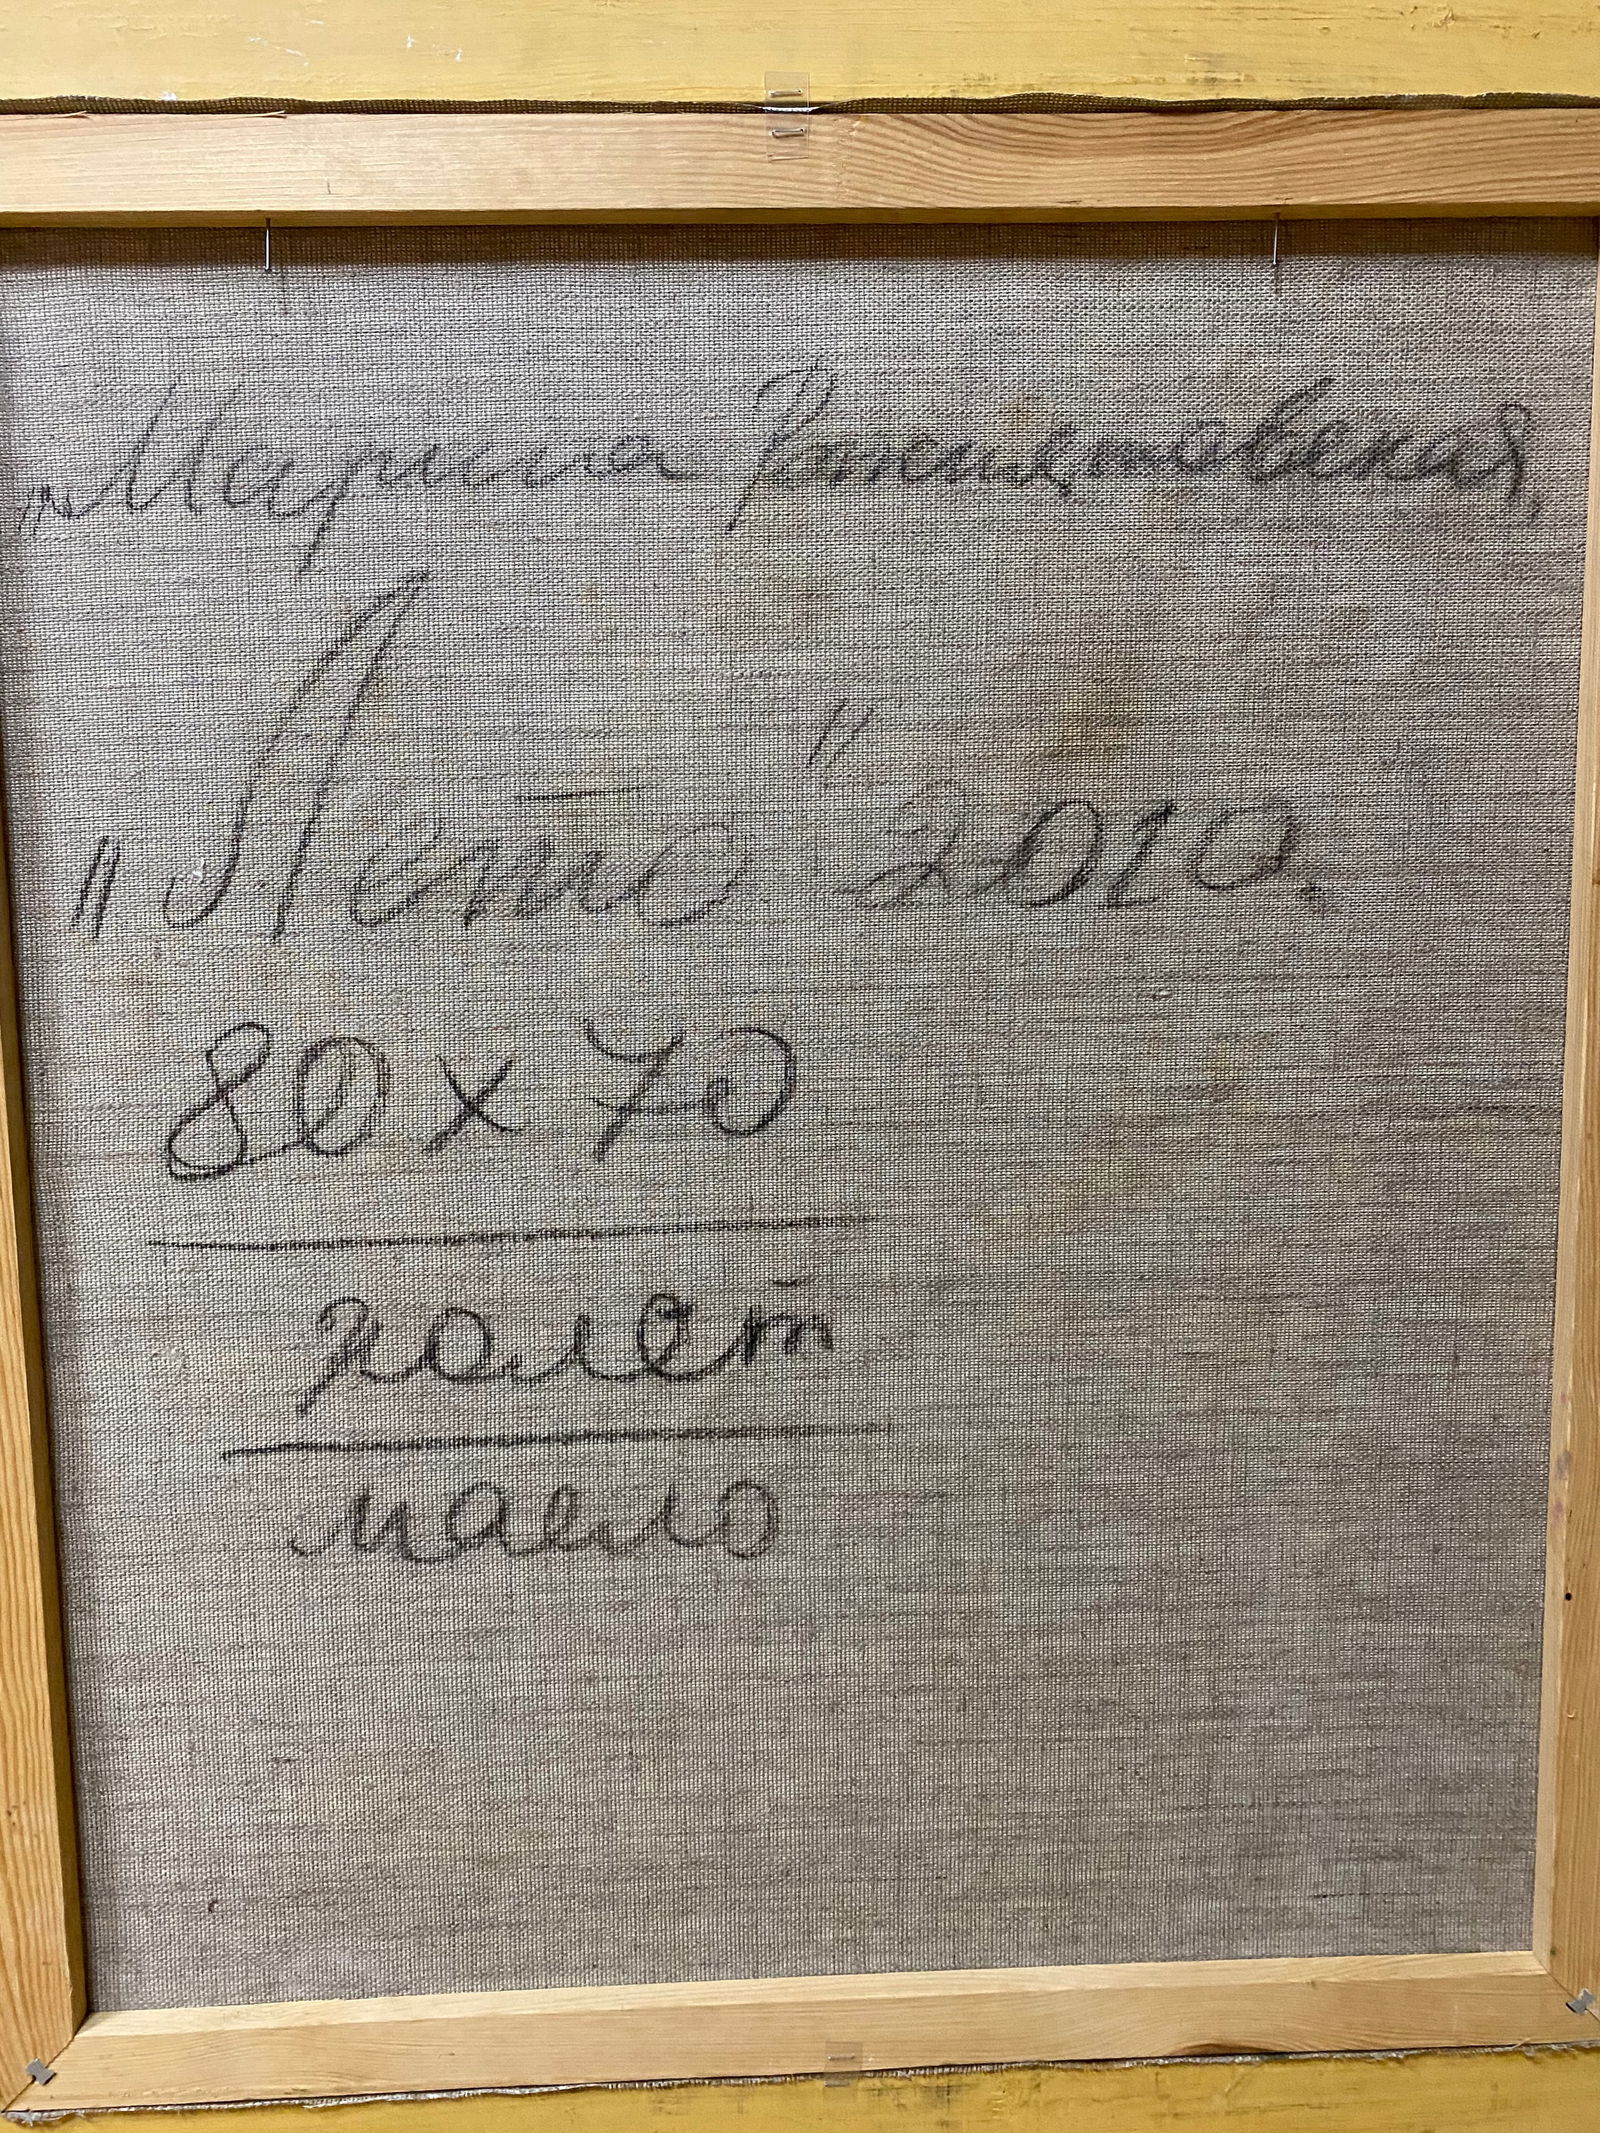 Марина
"Лето" 2010.
80 x 70
холст
масло